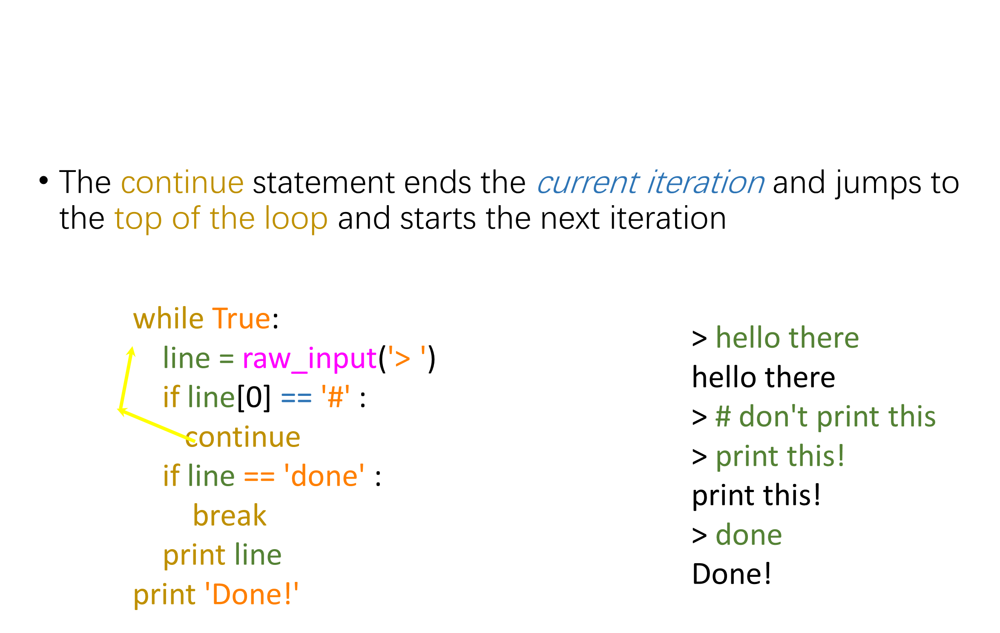 • The continue statement ends the current iteration and jumps to
the top of the loop and starts the next iteration
while True:
line = raw_input('> ')
if line[0] == '#' :
continue
if line == 'done' :
break
print line
print 'Done!'
> hello there
hello there
> # don't print this
> print this!
print this!
> done
Done!